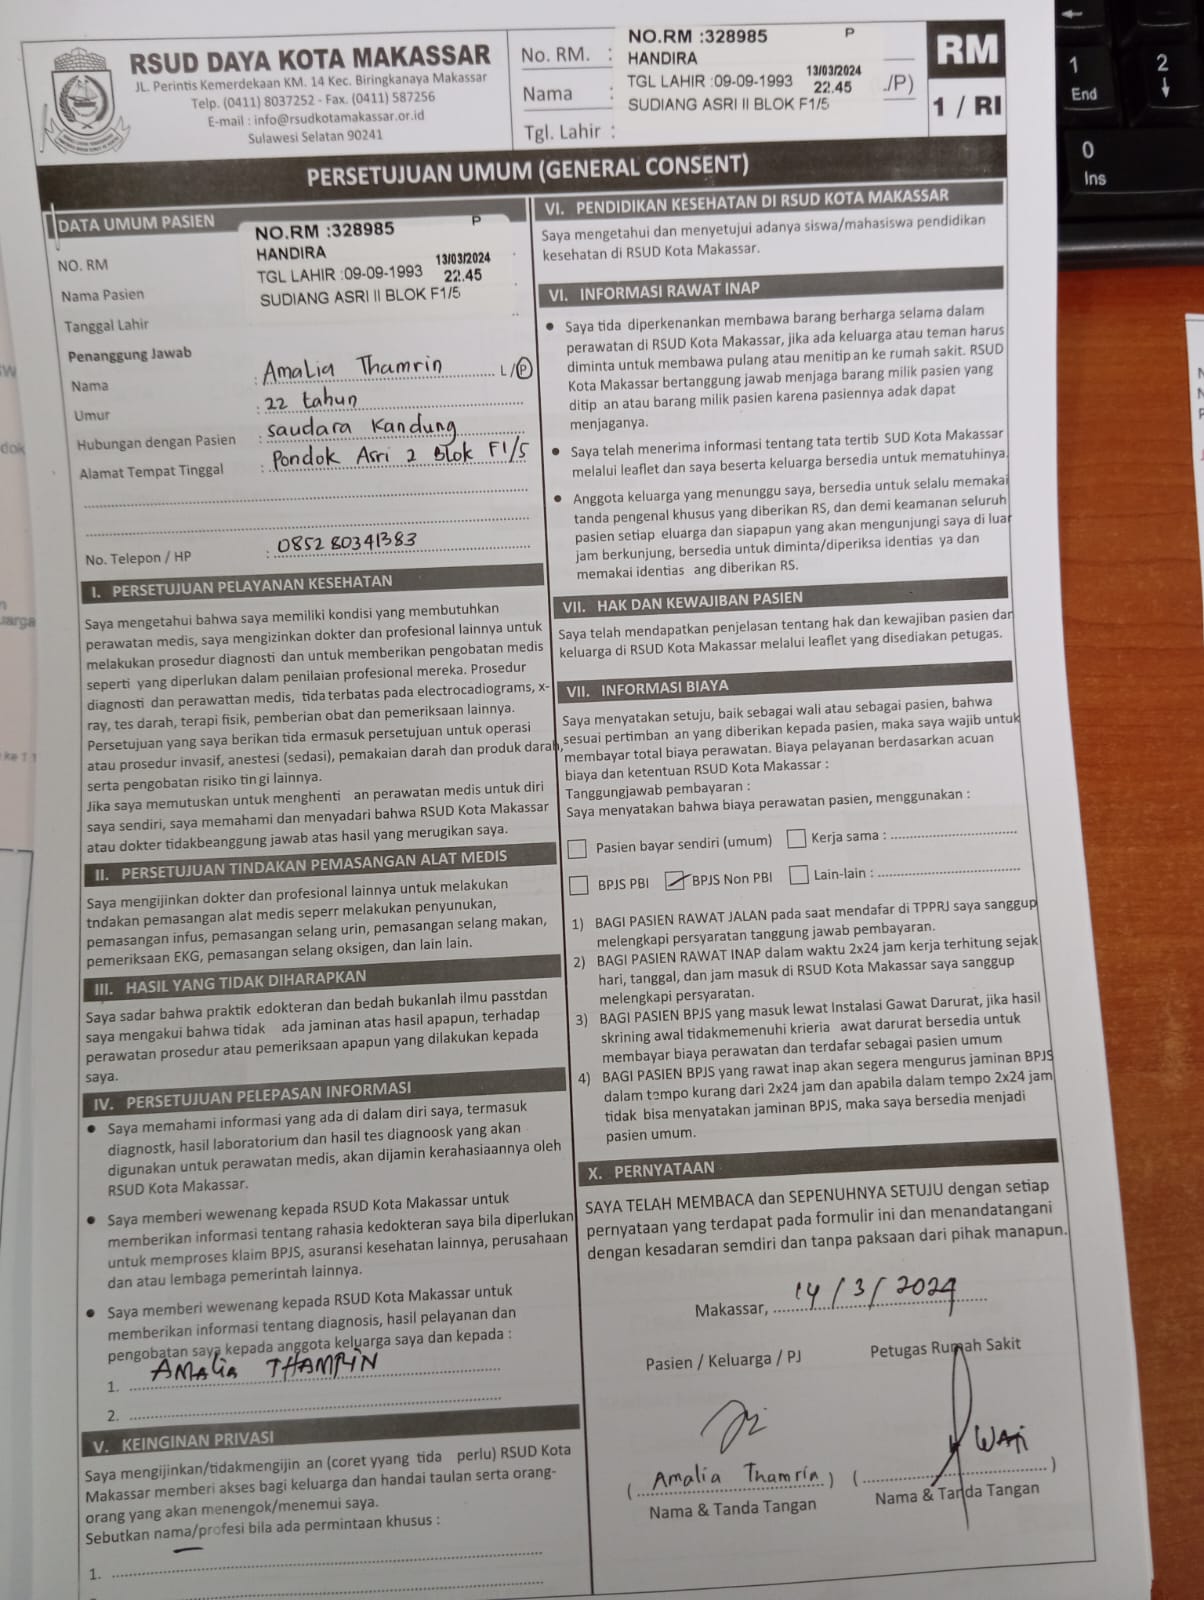 RSUD DAYA KOTA MAKASSAR
JL. Perintis Kemerdekaan KM. 14 Kec. Biringkanaya Makassar
Telp. (0411) 8037252 - Fax. (0411) 587256
E-mail : info@rsudkotamakassar.or.id
Sulawesi Selatan 90241
No. RM. :
Nama :
Tgl. Lahir :
NO.RM :328985 P
HANDIRA
TGL LAHIR :09-09-1993 13/03/2024 22.45
SUDIANG ASRI II BLOK F1/5
./P)
RM
1 / RI
PERSETUJUAN UMUM (GENERAL CONSENT)
DATA UMUM PASIEN
NO.RM :328985 P
HANDIRA
TGL LAHIR :09-09-1993 13/03/2024 22.45
SUDIANG ASRI II BLOK F1/5
NO. RM
Nama Pasien
Tanggal Lahir
Penanggung Jawab
Nama : Amalia Thamrin L/P
Umur : 22 tahun
Hubungan dengan Pasien : saudara Kandung
Alamat Tempat Tinggal : Pondok Asri 2 Blok F1/5
No. Telepon / HP : 085280341383
I. PERSETUJUAN PELAYANAN KESEHATAN
Saya mengetahui bahwa saya memiliki kondisi yang membutuhkan
perawatan medis, saya mengizinkan dokter dan profesional lainnya untuk
melakukan prosedur diagnosti dan untuk memberikan pengobatan medis
seperti yang diperlukan dalam penilaian profesional mereka. Prosedur
diagnosti dan perawattan medis, tida terbatas pada electrocadiograms, x-
ray, tes darah, terapi fisik, pemberian obat dan pemeriksaan lainnya.
Persetujuan yang saya berikan tida ermasuk persetujuan untuk operasi
atau prosedur invasif, anestesi (sedasi), pemakaian darah dan produk darah,
serta pengobatan risiko tin gi lainnya.
Jika saya memutuskan untuk menghenti an perawatan medis untuk diri
saya sendiri, saya memahami dan menyadari bahwa RSUD Kota Makassar
atau dokter tidakbeanggung jawab atas hasil yang merugikan saya.
II. PERSETUJUAN TINDAKAN PEMASANGAN ALAT MEDIS
Saya mengijinkan dokter dan profesional lainnya untuk melakukan
tndakan pemasangan alat medis seperr melakukan penyunukan,
pemasangan infus, pemasangan selang urin, pemasangan selang makan,
pemeriksaan EKG, pemasangan selang oksigen, dan lain lain.
III. HASIL YANG TIDAK DIHARAPKAN
Saya sadar bahwa praktik edokteran dan bedah bukanlah ilmu passtdan
saya mengakui bahwa tidak ada jaminan atas hasil apapun, terhadap
perawatan prosedur atau pemeriksaan apapun yang dilakukan kepada
saya.
IV. PERSETUJUAN PELEPASAN INFORMASI
● Saya memahami informasi yang ada di dalam diri saya, termasuk
diagnostk, hasil laboratorium dan hasil tes diagnoosk yang akan
digunakan untuk perawatan medis, akan dijamin kerahasiaannya oleh
RSUD Kota Makassar.
● Saya memberi wewenang kepada RSUD Kota Makassar untuk
memberikan informasi tentang rahasia kedokteran saya bila diperlukan
untuk memproses klaim BPJS, asuransi kesehatan lainnya, perusahaan
dan atau lembaga pemerintah lainnya.
● Saya memberi wewenang kepada RSUD Kota Makassar untuk
memberikan informasi tentang diagnosis, hasil pelayanan dan
pengobatan saya kepada anggota keluarga saya dan kepada :
1. AMALia THAMRIN
2.
V. KEINGINAN PRIVASI
Saya mengijinkan/tidakmengijin an (coret yyang tida perlu) RSUD Kota
Makassar memberi akses bagi keluarga dan handai taulan serta orang-
orang yang akan menengok/menemui saya.
Sebutkan nama/profesi bila ada permintaan khusus :
1.
VI. PENDIDIKAN KESEHATAN DI RSUD KOTA MAKASSAR
Saya mengetahui dan menyetujui adanya siswa/mahasiswa pendidikan
kesehatan di RSUD Kota Makassar.
VI. INFORMASI RAWAT INAP
● Saya tida diperkenankan membawa barang berharga selama dalam
perawatan di RSUD Kota Makassar, jika ada keluarga atau teman harus
diminta untuk membawa pulang atau menitip an ke rumah sakit. RSUD
Kota Makassar bertanggung jawab menjaga barang milik pasien yang
ditip an atau barang milik pasien karena pasiennya adak dapat
menjaganya.
● Saya telah menerima informasi tentang tata tertib SUD Kota Makassar
melalui leaflet dan saya beserta keluarga bersedia untuk mematuhinya.
● Anggota keluarga yang menunggu saya, bersedia untuk selalu memakai
tanda pengenal khusus yang diberikan RS, dan demi keamanan seluruh
pasien setiap eluarga dan siapapun yang akan mengunjungi saya di luar
jam berkunjung, bersedia untuk diminta/diperiksa identias ya dan
memakai identias ang diberikan RS.
VII. HAK DAN KEWAJIBAN PASIEN
Saya telah mendapatkan penjelasan tentang hak dan kewajiban pasien dan
keluarga di RSUD Kota Makassar melalui leaflet yang disediakan petugas.
VII. INFORMASI BIAYA
Saya menyatakan setuju, baik sebagai wali atau sebagai pasien, bahwa
sesuai pertimban an yang diberikan kepada pasien, maka saya wajib untuk
membayar total biaya perawatan. Biaya pelayanan berdasarkan acuan
biaya dan ketentuan RSUD Kota Makassar :
Tanggungjawab pembayaran :
Saya menyatakan bahwa biaya perawatan pasien, menggunakan :
Pasien bayar sendiri (umum) Kerja sama :
BPJS PBI BPJS Non PBI Lain-lain :
1) BAGI PASIEN RAWAT JALAN pada saat mendafar di TPPRJ saya sanggup
melengkapi persyaratan tanggung jawab pembayaran.
2) BAGI PASIEN RAWAT INAP dalam waktu 2x24 jam kerja terhitung sejak
hari, tanggal, dan jam masuk di RSUD Kota Makassar saya sanggup
melengkapi persyaratan.
3) BAGI PASIEN BPJS yang masuk lewat Instalasi Gawat Darurat, jika hasil
skrining awal tidakmemenuhi krieria awat darurat bersedia untuk
membayar biaya perawatan dan terdafar sebagai pasien umum
4) BAGI PASIEN BPJS yang rawat inap akan segera mengurus jaminan BPJS
dalam tempo kurang dari 2x24 jam dan apabila dalam tempo 2x24 jam
tidak bisa menyatakan jaminan BPJS, maka saya bersedia menjadi
pasien umum.
X. PERNYATAAN
SAYA TELAH MEMBACA dan SEPENUHNYA SETUJU dengan setiap
pernyataan yang terdapat pada formulir ini dan menandatangani
dengan kesadaran semdiri dan tanpa paksaan dari pihak manapun.
Makassar, 14/3/2024
Pasien / Keluarga / PJ
Petugas Rumah Sakit
(Amalia Thamrin)
Nama & Tanda Tangan
( WATi )
Nama & Tanda Tangan
1
End
2
0
Ins